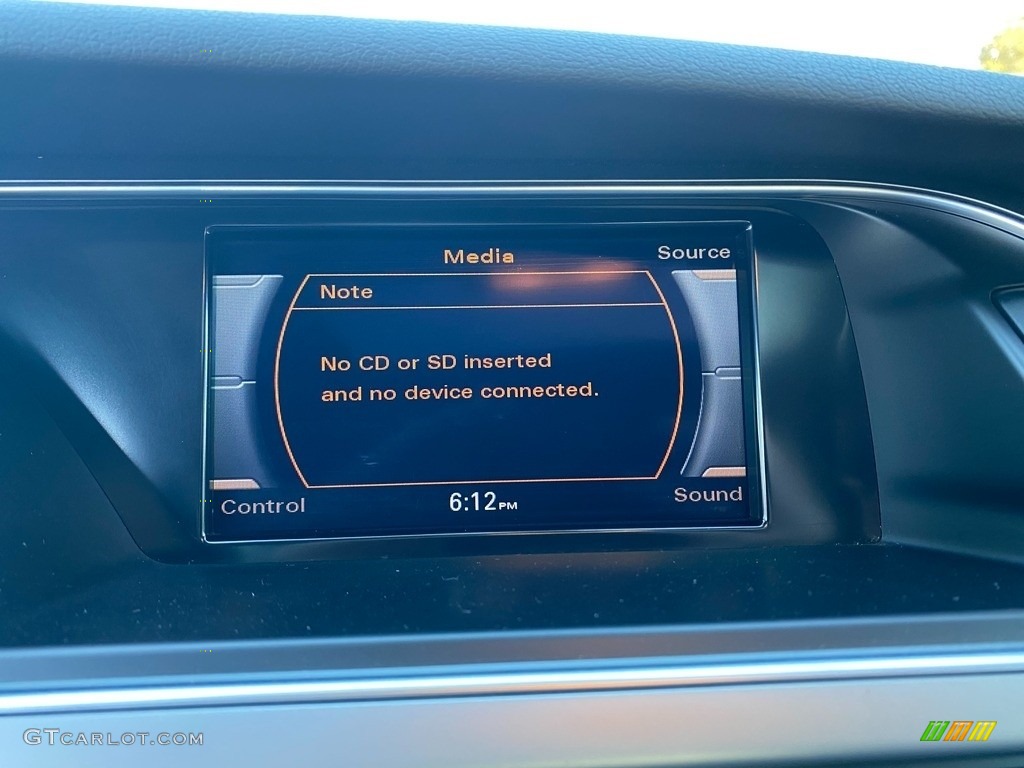 Media
Source
Note
No CD or SD inserted
and no device connected.
Control
6:12PM
Sound
GTcarlot.com